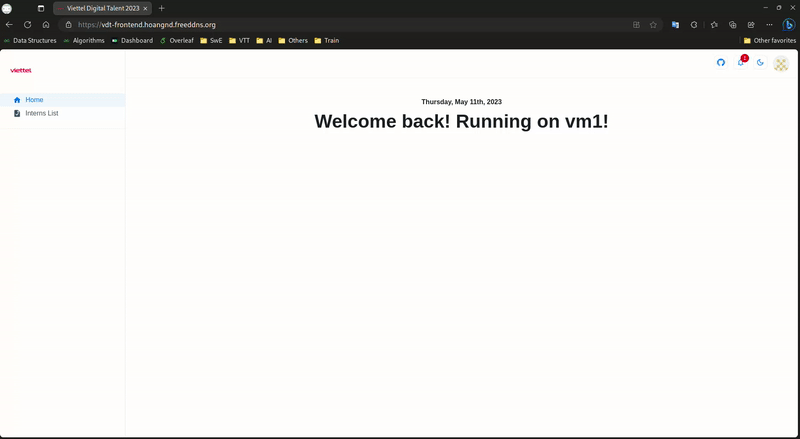 Viettel Digital Talent 2023
https://vdt-frontend.hoangnd.freeddns.org
Data Structures Algorithms Dashboard Overleaf SwE VTT AI Others Train Other favorites
viettel
1
Home
Interns List
Thursday, May 11th, 2023
Welcome back! Running on vm1!